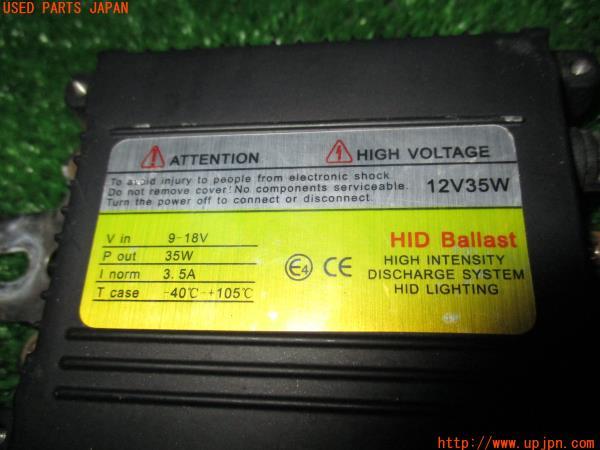 USED PARTS JAPAN
ATTENTION
HIGH VOLTAGE
To avoid injury to people from electronic shock.
Do not remove cover! No components serviceable.
Turn the power off to connect or disconnect.
12V35W
V in 9-18V
P out 35W
I norm 3.5A
T case -40℃-+105℃
E4 CE
HID Ballast
HIGH INTENSITY
DISCHARGE SYSTEM
HID LIGHTING
http://www.upjpn.com/